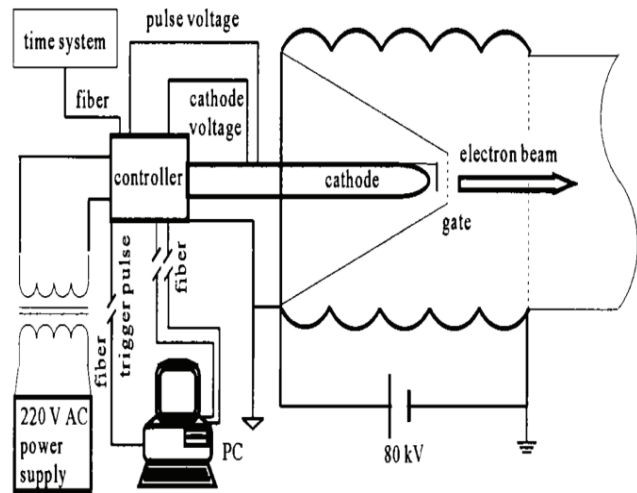 pulse voltage
time system
fiber
cathode
voltage
electron beam
controller
cathode
gate
trigger pulse
fiber
fiber
220 V AC
power
supply
PC
80 kV